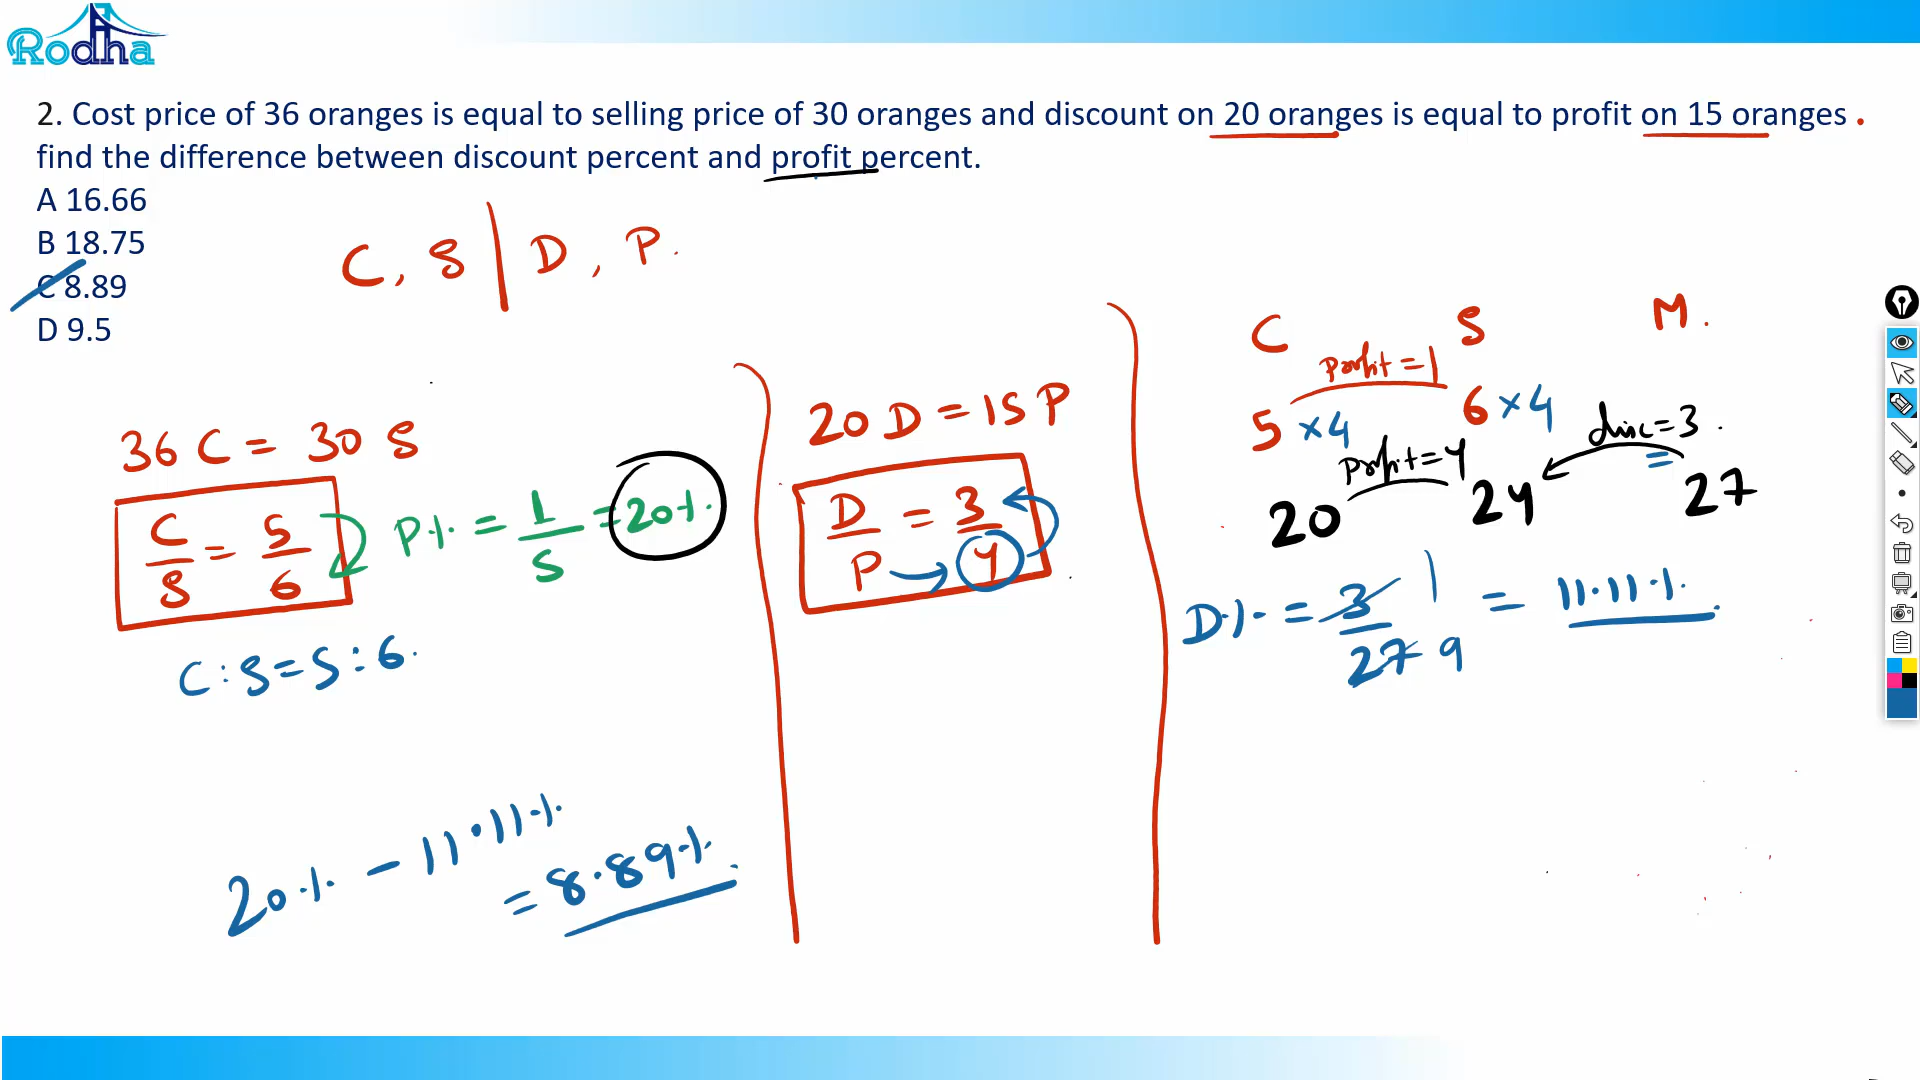 Rodha
2. Cost price of 36 oranges is equal to selling price of 30 oranges and discount on 20 oranges is equal to profit on 15 oranges .
find the difference between discount percent and profit percent.
A 16.66
B 18.75
C 8.89
D 9.5
C, S | D, P.
36 C = 30 S
C/S = 5/6
P% = 1/5 = 20%
C : S = 5 : 6
20% - 11.11%
= 8.89%
20 D = 15 P
D/P = 3/4
C S M
Profit = 1
5 ×4 6 ×4
Profit = 4 disc = 3
20 24 27
D% = 3/27 1 9 = 11.11%